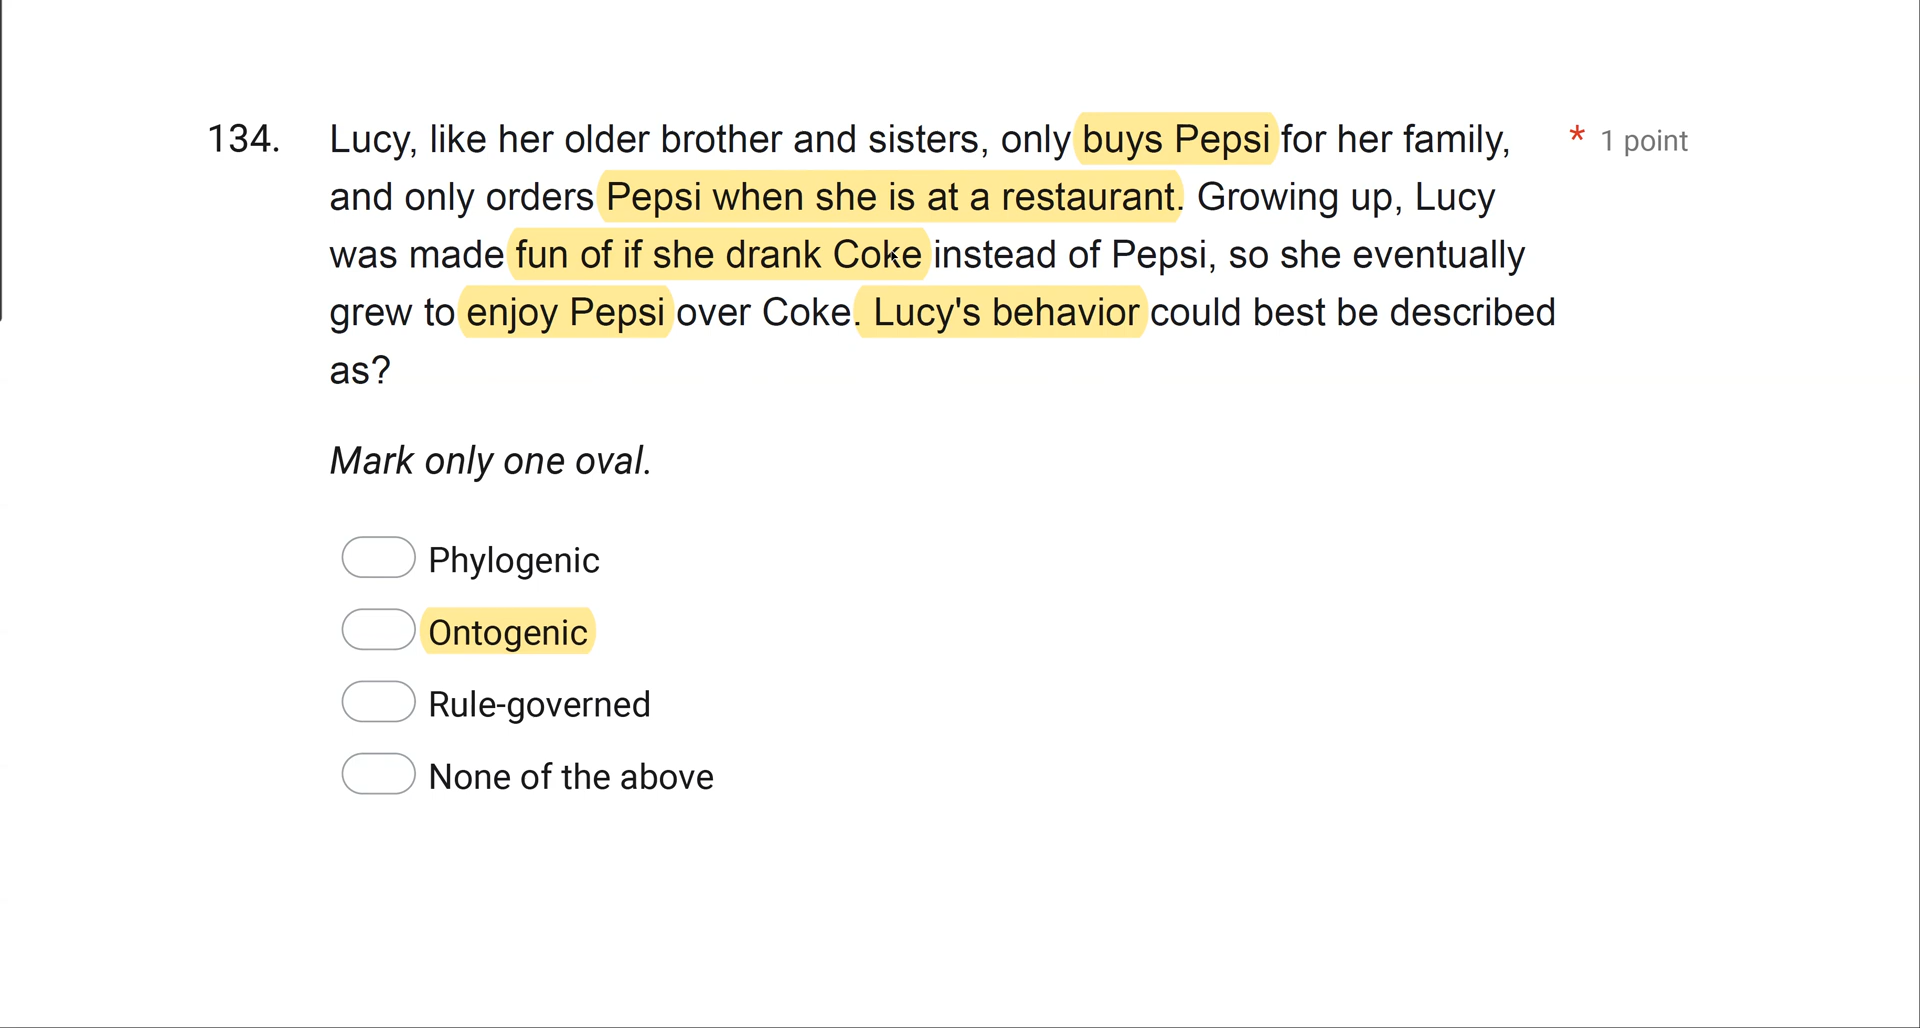 134. Lucy, like her older brother and sisters, only buys Pepsi for her family, * 1 point
and only orders Pepsi when she is at a restaurant. Growing up, Lucy
was made fun of if she drank Coke instead of Pepsi, so she eventually
grew to enjoy Pepsi over Coke. Lucy's behavior could best be described
as?
Mark only one oval.
Phylogenic
Ontogenic
Rule-governed
None of the above